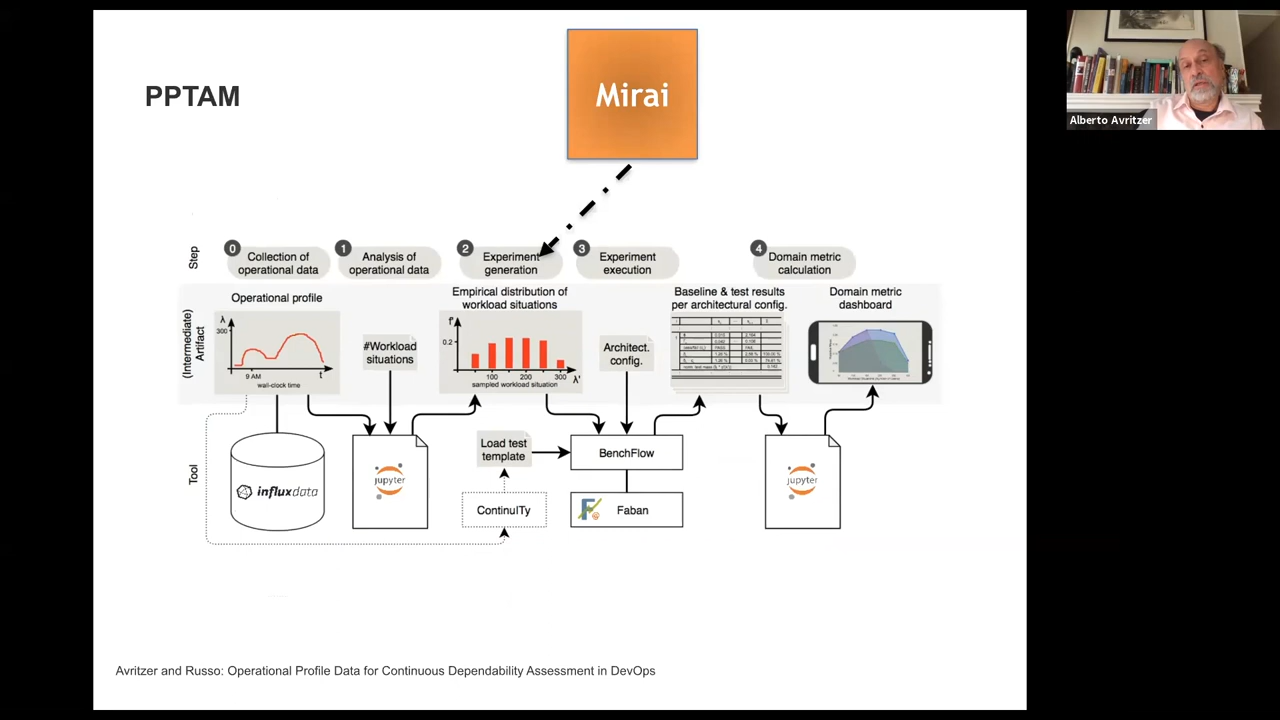 PPTAM
Mirai
Alberto Avritzer
Step
0
Collection of
operational data
1
Analysis of
operational data
2
Experiment
generation
3
Experiment
execution
4
Domain metric
calculation
(Intermediate)
Artifact
Operational profile
λ
300
9 AM
t
wall-clock time
#Workload
situations
Empirical distribution of
workload situations
f'
0.2
100
200
300
λ'
sampled workload situation
Architect.
config.
Baseline & test results
per architectural config.
Domain metric
dashboard
Tool
influxdata
jupyter
Load test
template
ContinuITy
BenchFlow
Faban
jupyter
Avritzer and Russo: Operational Profile Data for Continuous Dependability Assessment in DevOps